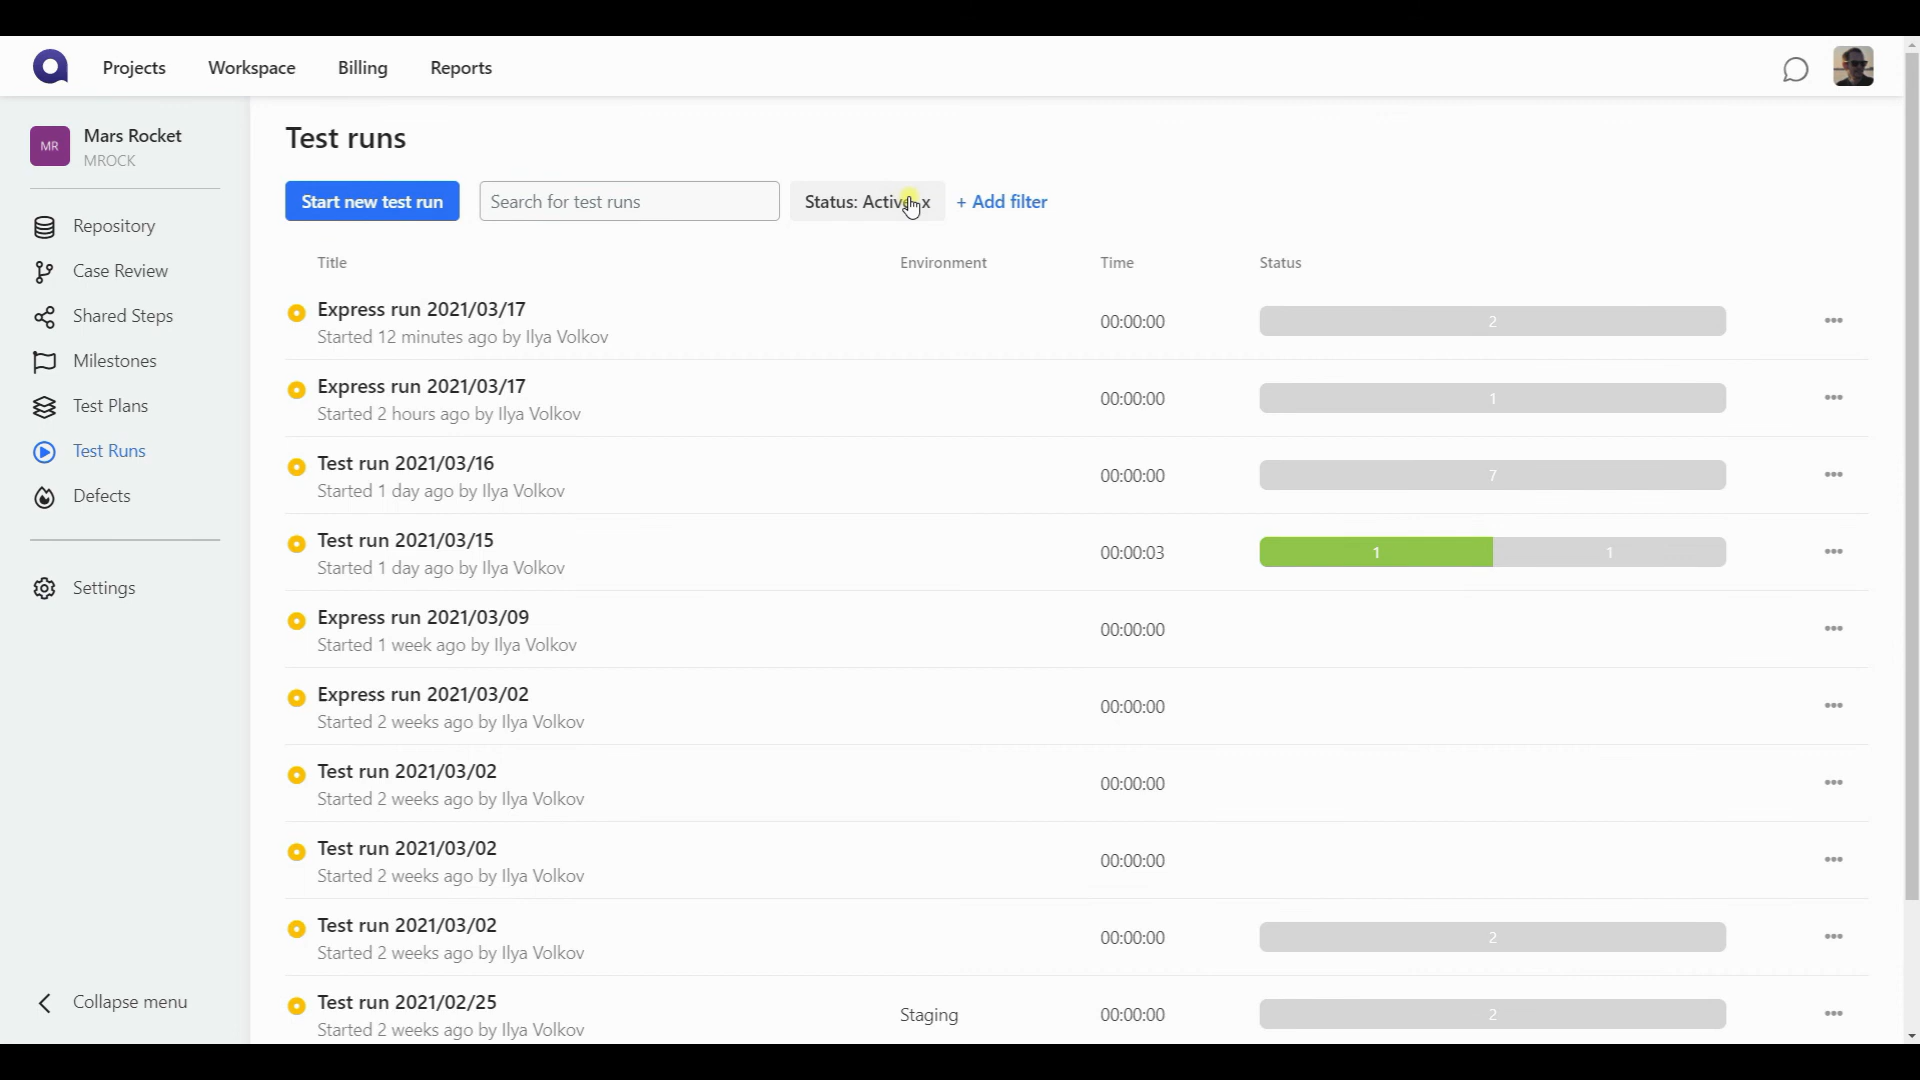 Projects Workspace Billing Reports
MR Mars Rocket
MROCK
Repository
Case Review
Shared Steps
Milestones
Test Plans
Test Runs
Defects
Settings
Collapse menu
Test runs
Start new test run Search for test runs Status: Active x + Add filter
Title Environment Time Status
Express run 2021/03/17
Started 12 minutes ago by Ilya Volkov
00:00:00 2
Express run 2021/03/17
Started 2 hours ago by Ilya Volkov
00:00:00 1
Test run 2021/03/16
Started 1 day ago by Ilya Volkov
00:00:00 7
Test run 2021/03/15
Started 1 day ago by Ilya Volkov
00:00:03 1 1
Express run 2021/03/09
Started 1 week ago by Ilya Volkov
00:00:00
Express run 2021/03/02
Started 2 weeks ago by Ilya Volkov
00:00:00
Test run 2021/03/02
Started 2 weeks ago by Ilya Volkov
00:00:00
Test run 2021/03/02
Started 2 weeks ago by Ilya Volkov
00:00:00
Test run 2021/03/02
Started 2 weeks ago by Ilya Volkov
00:00:00 2
Test run 2021/02/25
Started 2 weeks ago by Ilya Volkov
Staging 00:00:00 2